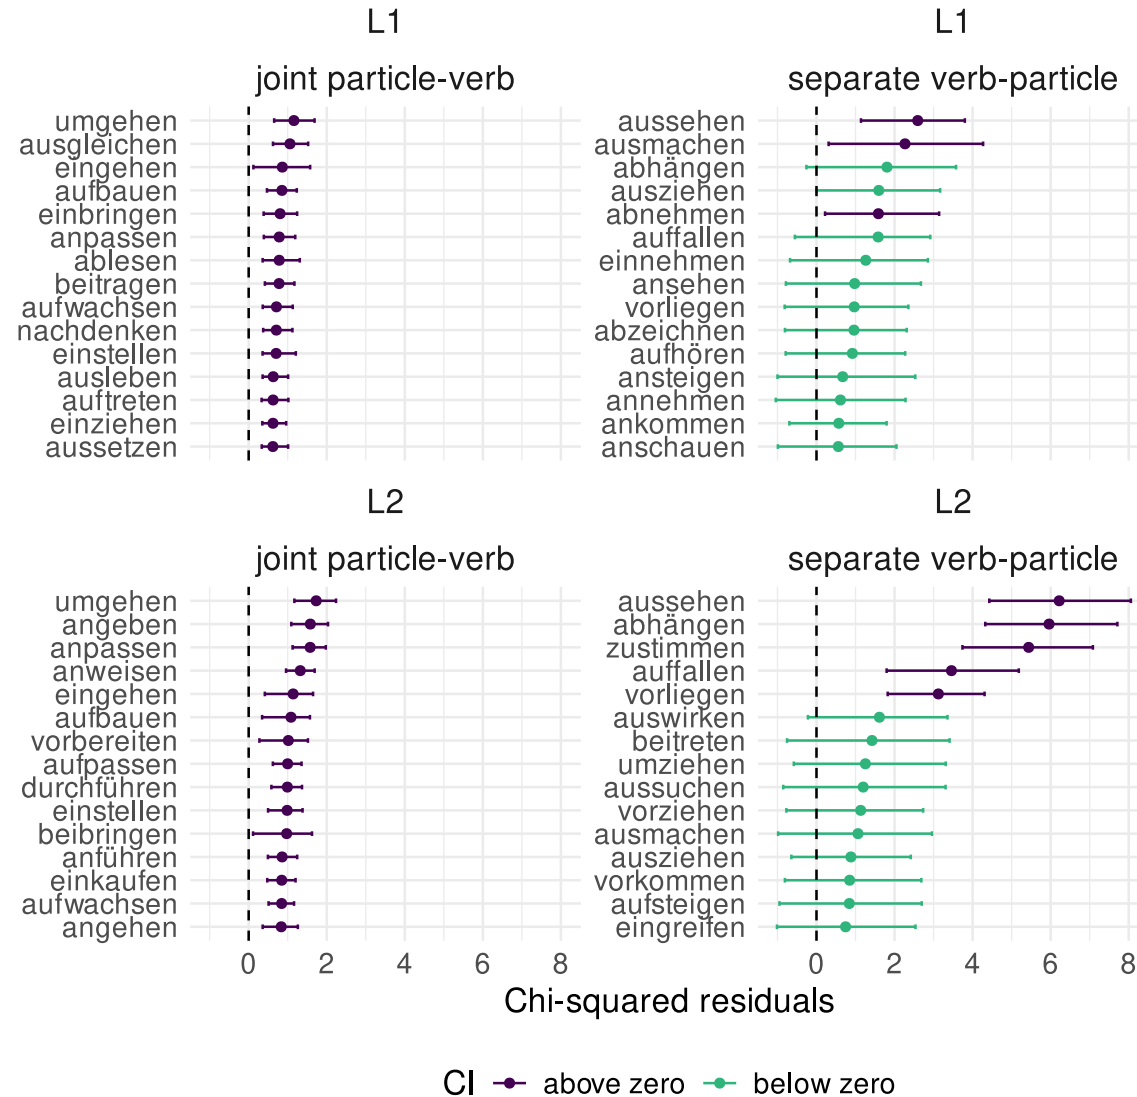 L1
joint particle-verb
umgehen
ausgleichen
eingehen
aufbauen
einbringen
anpassen
ablesen
beitragen
aufwachsen
nachdenken
einstellen
ausleben
auftreten
einziehen
aussetzen
L1
separate verb-particle
aussehen
ausmachen
abhängen
ausziehen
abnehmen
auffallen
einnehmen
ansehen
vorliegen
abzeichnen
aufhören
ansteigen
annehmen
ankommen
anschauen
L2
joint particle-verb
umgehen
angeben
anpassen
anweisen
eingehen
aufbauen
vorbereiten
aufpassen
durchführen
einstellen
beibringen
anführen
einkaufen
aufwachsen
angehen
0 2 4 6 8
L2
separate verb-particle
aussehen
abhängen
zustimmen
auffallen
vorliegen
auswirken
beitreten
umziehen
aussuchen
vorziehen
ausmachen
ausziehen
vorkommen
aufsteigen
eingreifen
0 2 4 6 8
Chi-squared residuals
CI above zero below zero